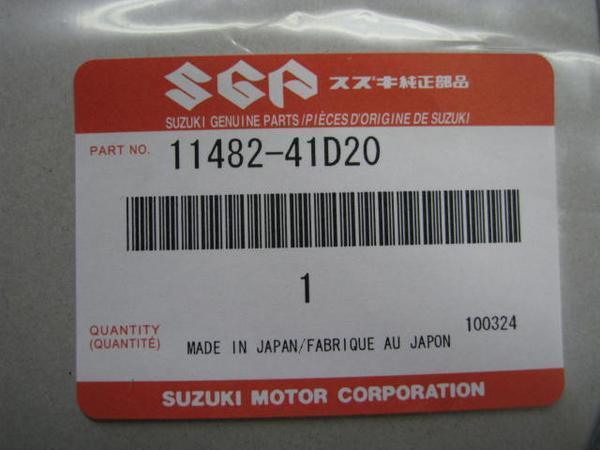 SGP スズキ純正部品
SUZUKI GENUINE PARTS/PIÈCES D'ORIGINE DE SUZUKI
PART NO. 11482-41D20
1
QUANTITY
(QUANTITÉ)
MADE IN JAPAN/FABRIQUE AU JAPON
100324
SUZUKI MOTOR CORPORATION